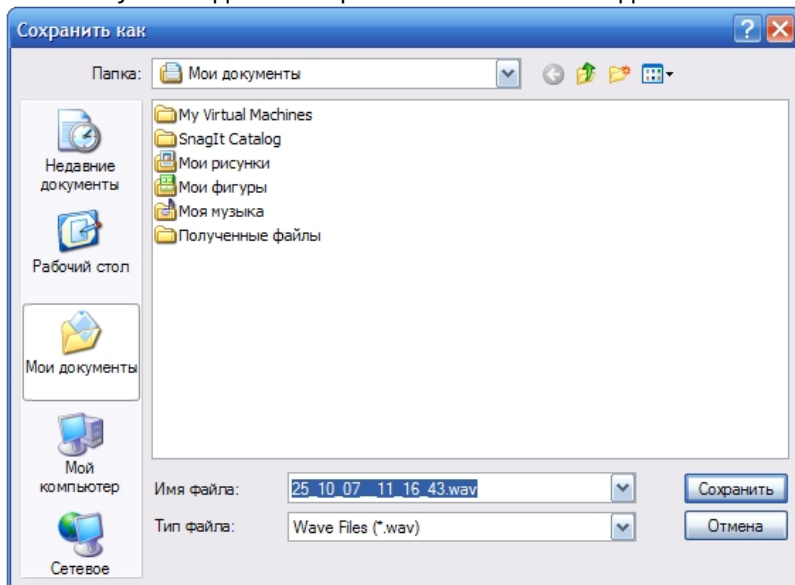 Сохранить как
Папка:
Мои документы
My Virtual Machines
SnagIt Catalog
Мои рисунки
Мои фигуры
Моя музыка
Полученные файлы
Недавние
документы
Рабочий стол
Мои документы
Мой
компьютер
Сетевое
Имя файла:
25_10_07__11_16_43.wav
Сохранить
Тип файла:
Wave Files (*.wav)
Отмена